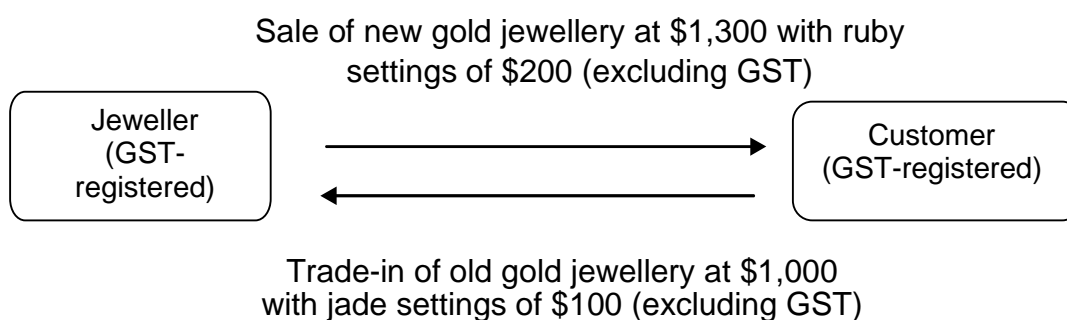 Sale of new gold jewellery at $1,300 with ruby
settings of $200 (excluding GST)
Jeweller
(GST-
registered)
Customer
(GST-registered)
Trade-in of old gold jewellery at $1,000
with jade settings of $100 (excluding GST)